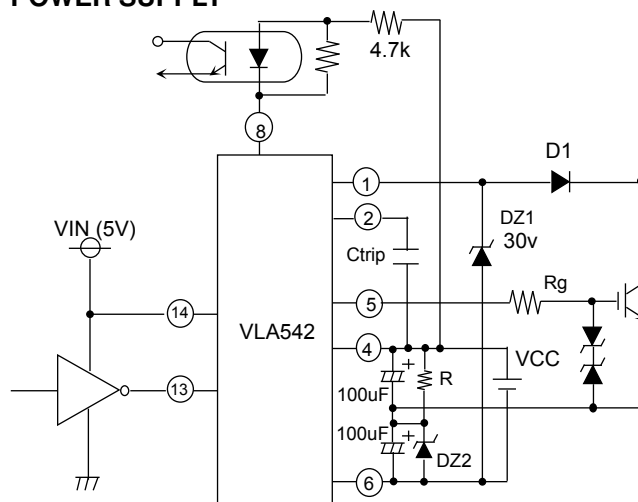 POWER SUPPLY
4.7k
8
D1
1
VIN (5V)
2
DZ1
30v
Ctrip
Rg
5
14
VLA542
4
VCC
13
100uF
+
R
100uF
+
DZ2
6